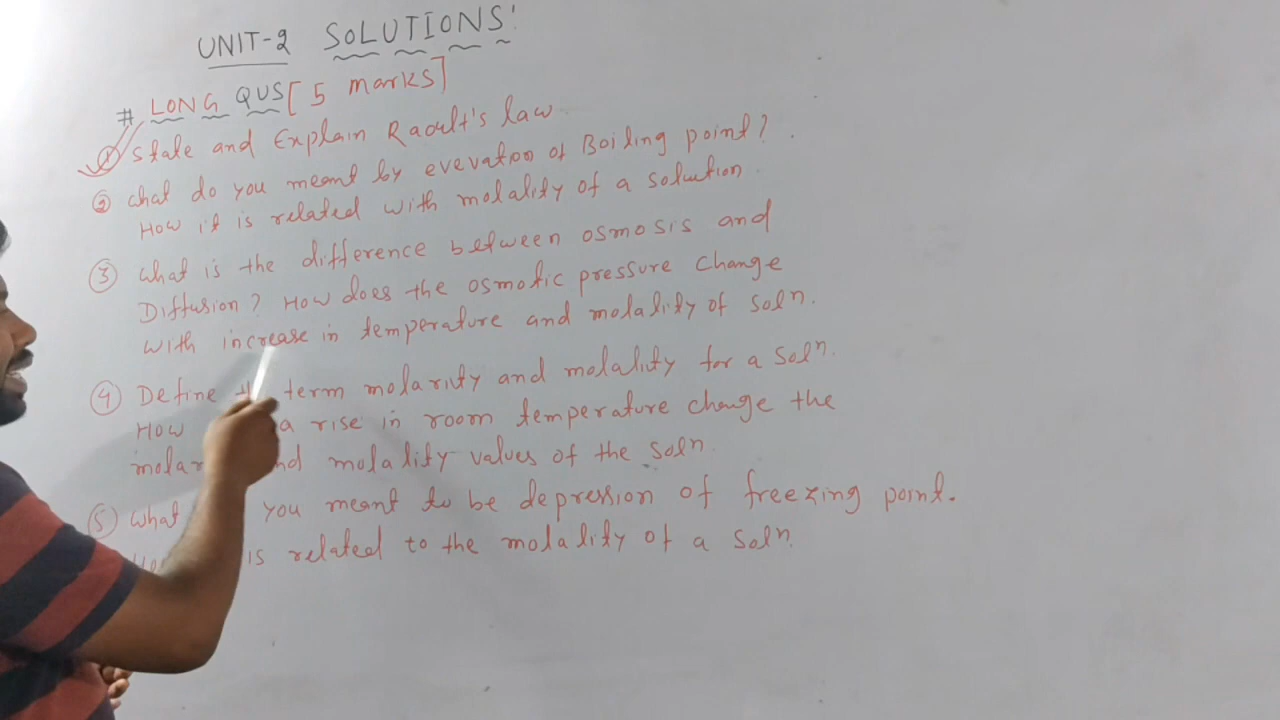 UNIT-2 SOLUTIONS'
# LONG QUS [5 marks]
① State and Explain Raoult's law
② what do you meant by evevation of Boiling point?.
How it is related with molality of a solution.
③ What is the difference between osmosis and
Diffusion? How does the osmotic pressure change
with increase in temperature and molality of soln.
④ Define term molarity and molality for a soln.
How a rise in room temperature change the
molar nd molality values of the soln.
⑤ What you meant to be depression of freezing point.
is related to the molality of a soln.